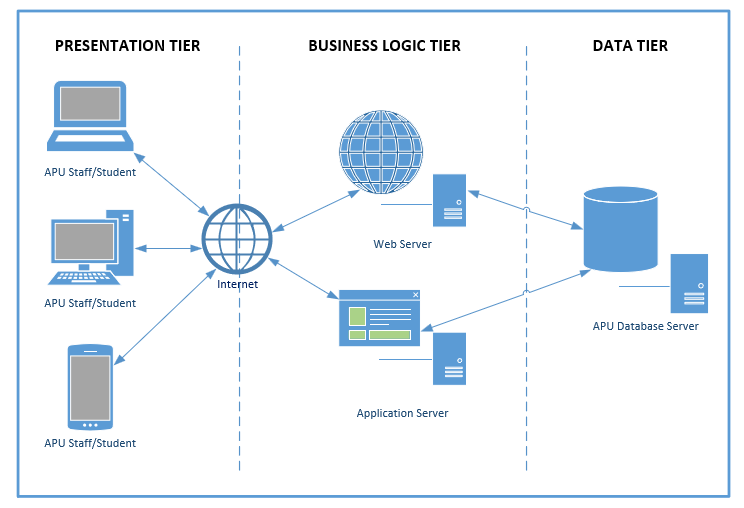 PRESENTATION TIER
BUSINESS LOGIC TIER
DATA TIER
APU Staff/Student
Web Server
APU Staff/Student
Internet
APU Database Server
Application Server
APU Staff/Student